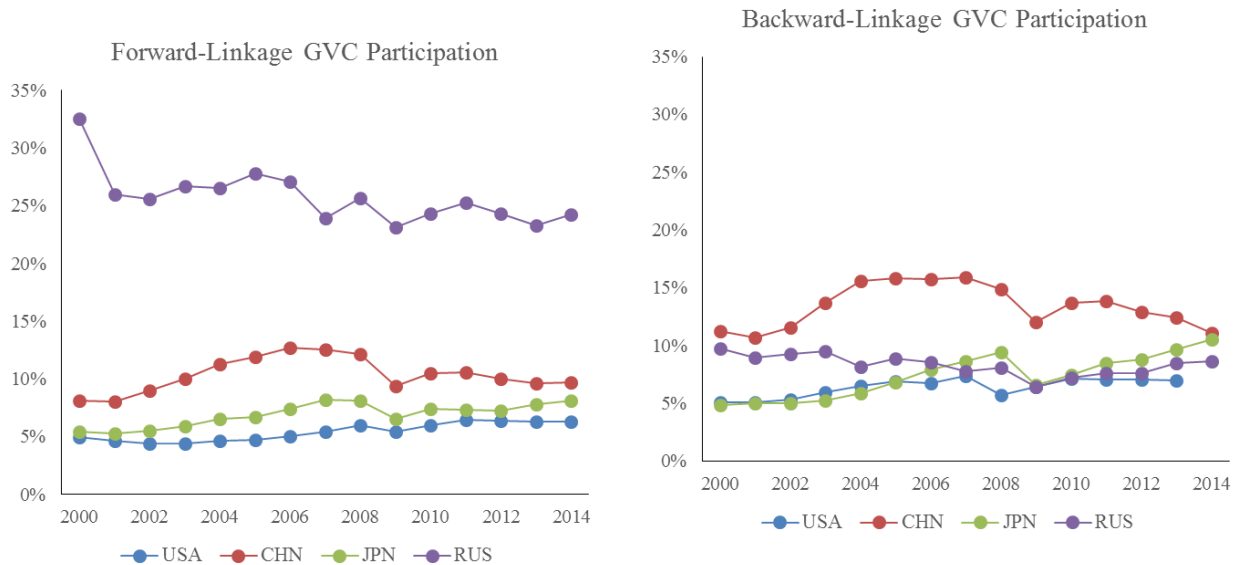 Forward-Linkage GVC Participation
35%
30%
25%
20%
15%
10%
5%
0%
2000 2002 2004 2006 2008 2010 2012 2014
USA CHN JPN RUS
Backward-Linkage GVC Participation
35%
30%
25%
20%
15%
10%
5%
0%
2000 2002 2004 2006 2008 2010 2012 2014
USA CHN JPN RUS